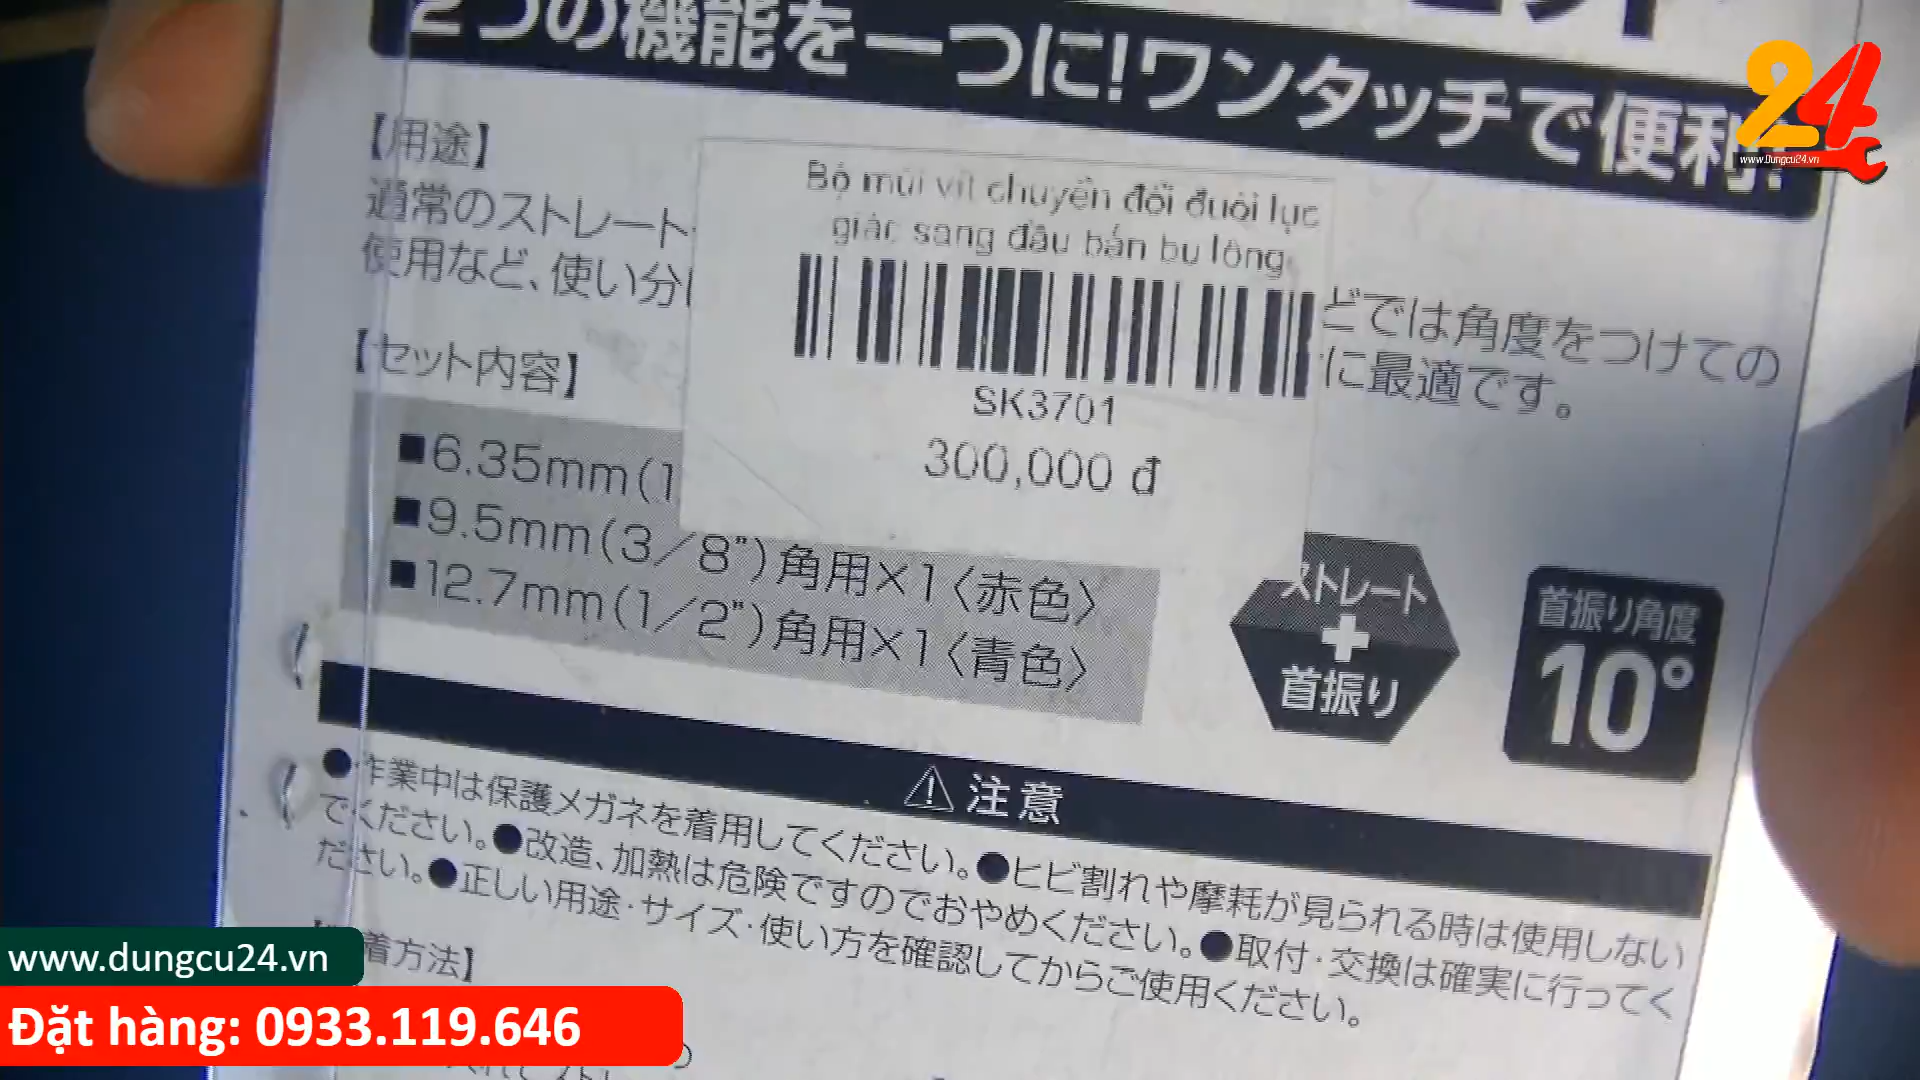 2つの機能を一つに!ワンタッチで便利!
24
www.Dungcu24.vn
【用途】
通常のストレート
使用など、使い分け
どでは角度をつけての
に最適です。
Bộ mũi vít chuyển đổi đuôi lục
giác sang đầu bắn bu lông
SK3701
300,000 đ
【セット内容】
■6.35mm(1
■9.5mm(3/8")角用×1〈赤色〉
■12.7mm(1/2")角用×1〈青色〉
ストレート
+
首振り
首振り角度
10°
⚠注意
●作業中は保護メガネを着用してください。●ヒビ割れや摩耗が見られる時は使用しない
でください。●改造、加熱は危険ですのでおやめください。●取付・交換は確実に行ってく
ださい。●正しい用途・サイズ・使い方を確認してからご使用ください。
着方法】
www.dungcu24.vn
Đặt hàng: 0933.119.646